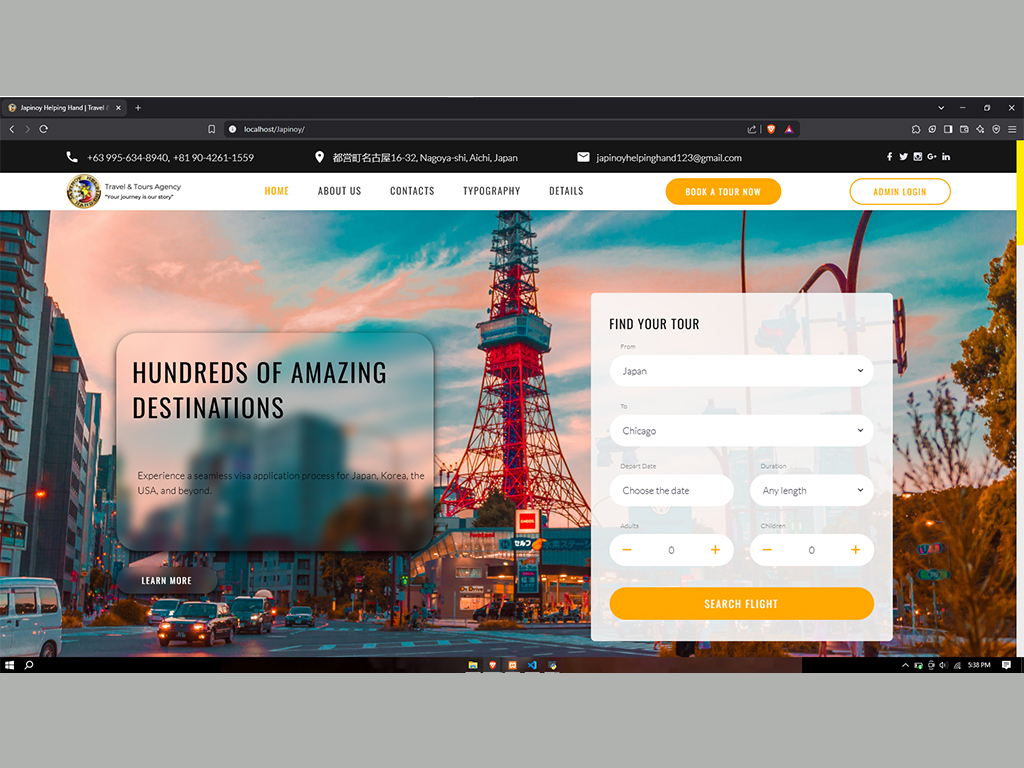 Japinoy Helping Hand | Travel &
localhost/Japinoy/
+63 995-634-8940, +81 90-4261-1559
都営町名古屋16-32, Nagoya-shi, Aichi, Japan
japinoyhelpinghand123@gmail.com
Travel & Tours Agency
"Your journey is our story"
HOME
ABOUT US
CONTACTS
TYPOGRAPHY
DETAILS
BOOK A TOUR NOW
ADMIN LOGIN
HUNDREDS OF AMAZING
DESTINATIONS
Experience a seamless visa application process for Japan, Korea, the
USA, and beyond.
LEARN MORE
FIND YOUR TOUR
From
Japan
To
Chicago
Depart Date
Duration
Choose the date
Any length
Adults
Children
0
0
SEARCH FLIGHT
セルフ
5:38 PM